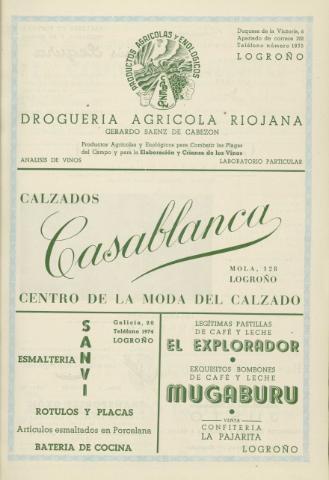 PRODUCTOS AGRICOLAS Y ENOLOGICOS
Duquesa de la Victoria, 6
Apartado de correos 202
Teléfono número 1933
LOGROÑO
DROGUERIA AGRICOLA RIOJANA
GERARDO SAENZ DE CABEZON
Productos Agrícolas y Enológicos para Combatir las Plagas
del Campo y para la Elaboración y Crianza de los Vinos
ANALISIS DE VINOS LABORATORIO PARTICULAR
CALZADOS
Casablanca
MOLA, 128
LOGROÑO
CENTRO DE LA MODA DEL CALZADO
Galicia, 26
Teléfono 1974
LOGROÑO
ESMALTERIA
SANVI
ROTULOS Y PLACAS
Artículos esmaltados en Porcelana
BATERIA DE COCINA
LEGÍTIMAS PASTILLAS
DE CAFÉ Y LECHE
EL EXPLORADOR
EXQUISITOS BOMBONES
DE CAFÉ Y LECHE
MUGABURU
VENTA
CONFITERIA
LA PAJARITA
LOGROÑO